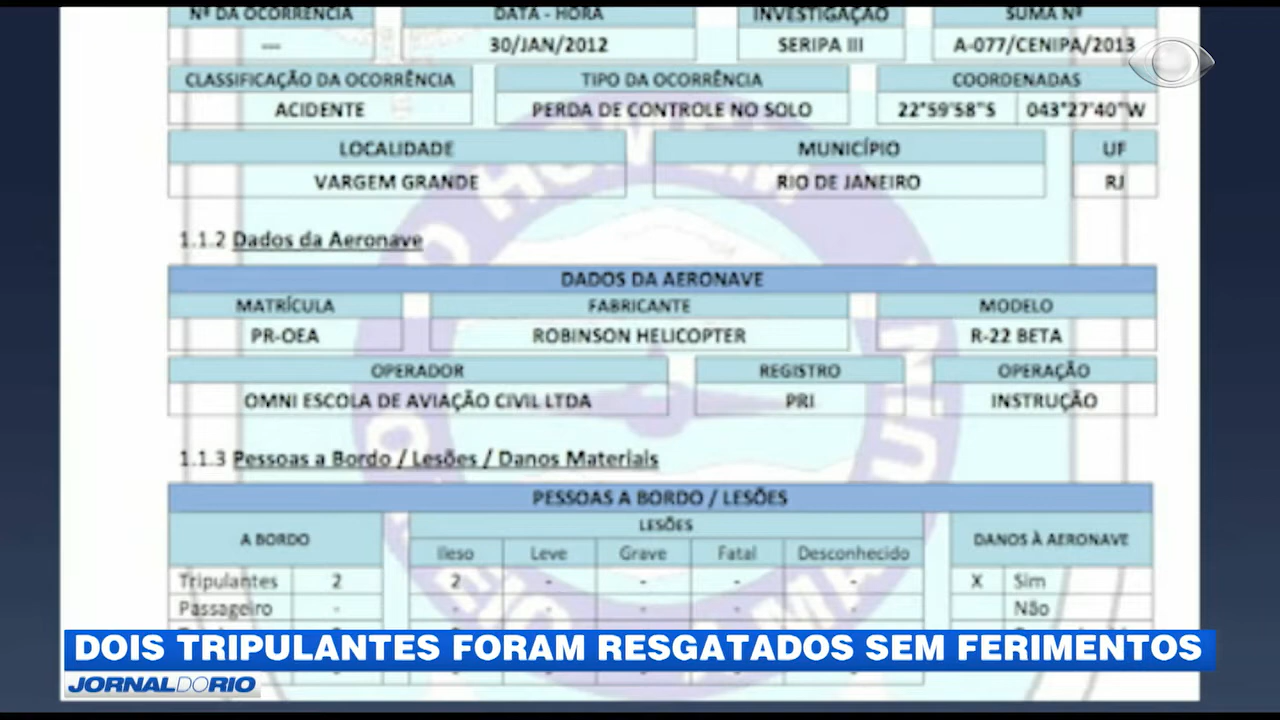 Nº DA OCORRÊNCIA DATA - HORA INVESTIGAÇÃO SUMA Nº
--- 30/JAN/2012 SERIPA III A-077/CENIPA/2013
CLASSIFICAÇÃO DA OCORRÊNCIA TIPO DA OCORRÊNCIA COORDENADAS
ACIDENTE PERDA DE CONTROLE NO SOLO 22°59'58"S 043°27'40"W
LOCALIDADE MUNICÍPIO UF
VARGEM GRANDE RIO DE JANEIRO RJ
1.1.2 Dados da Aeronave
DADOS DA AERONAVE
MATRÍCULA FABRICANTE MODELO
PR-OEA ROBINSON HELICOPTER R-22 BETA
OPERADOR REGISTRO OPERAÇÃO
OMNI ESCOLA DE AVIAÇÃO CIVIL LTDA PRI INSTRUÇÃO
1.1.3 Pessoas a Bordo / Lesões / Danos Materiais
PESSOAS A BORDO / LESÕES
LESÕES
A BORDO DANOS À AERONAVE
Ileso Leve Grave Fatal Desconhecido
Tripulantes 2 2 - - - - X Sim
Passageiro - - - - - - Não
DOIS TRIPULANTES FORAM RESGATADOS SEM FERIMENTOS
JORNAL DO RIO